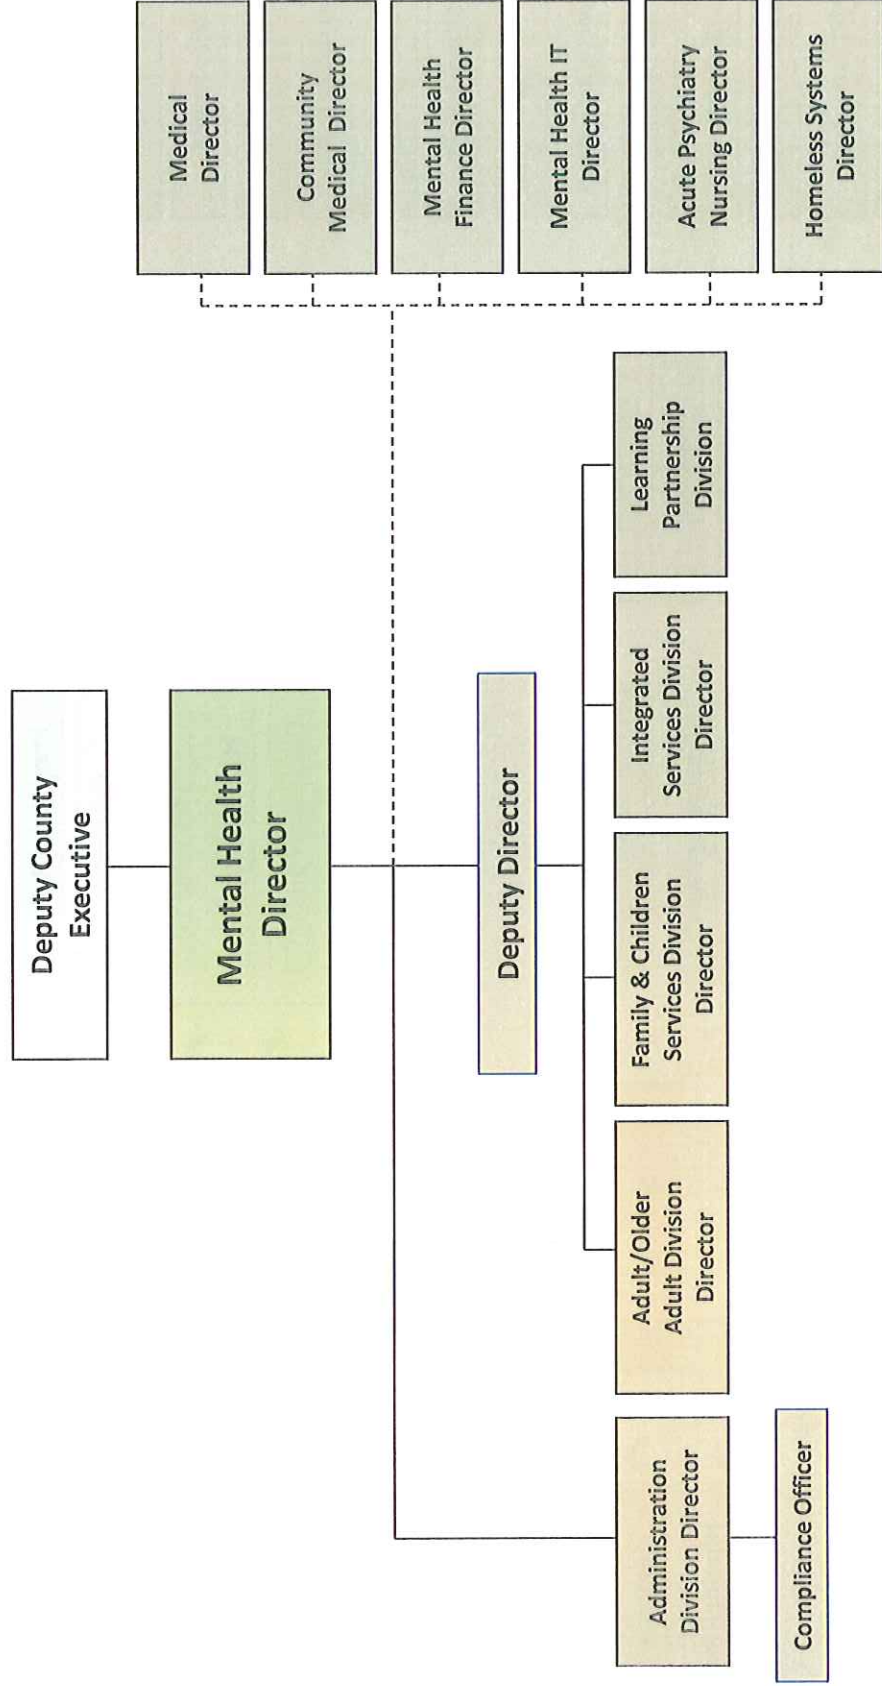 Deputy County
Executive
Mental Health
Director
Deputy Director
Administration
Division Director
Compliance Officer
Adult/Older
Adult Division
Director
Family & Children
Services Division
Director
Integrated
Services Division
Director
Learning
Partnership
Division
Medical
Director
Community
Medical Director
Mental Health
Finance Director
Mental Health IT
Director
Acute Psychiatry
Nursing Director
Homeless Systems
Director